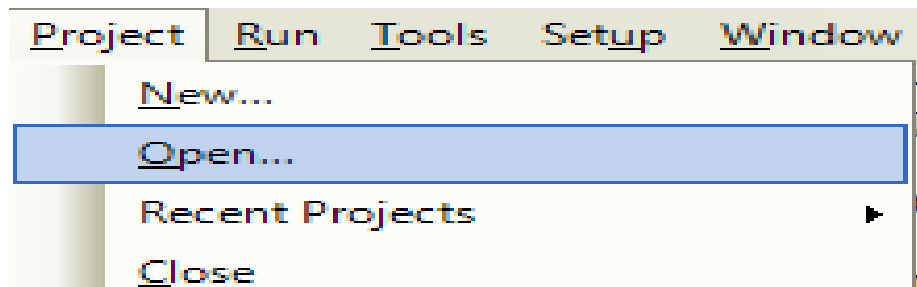 Project Run Tools Setup Window
New...
Open...
Recent Projects
Close